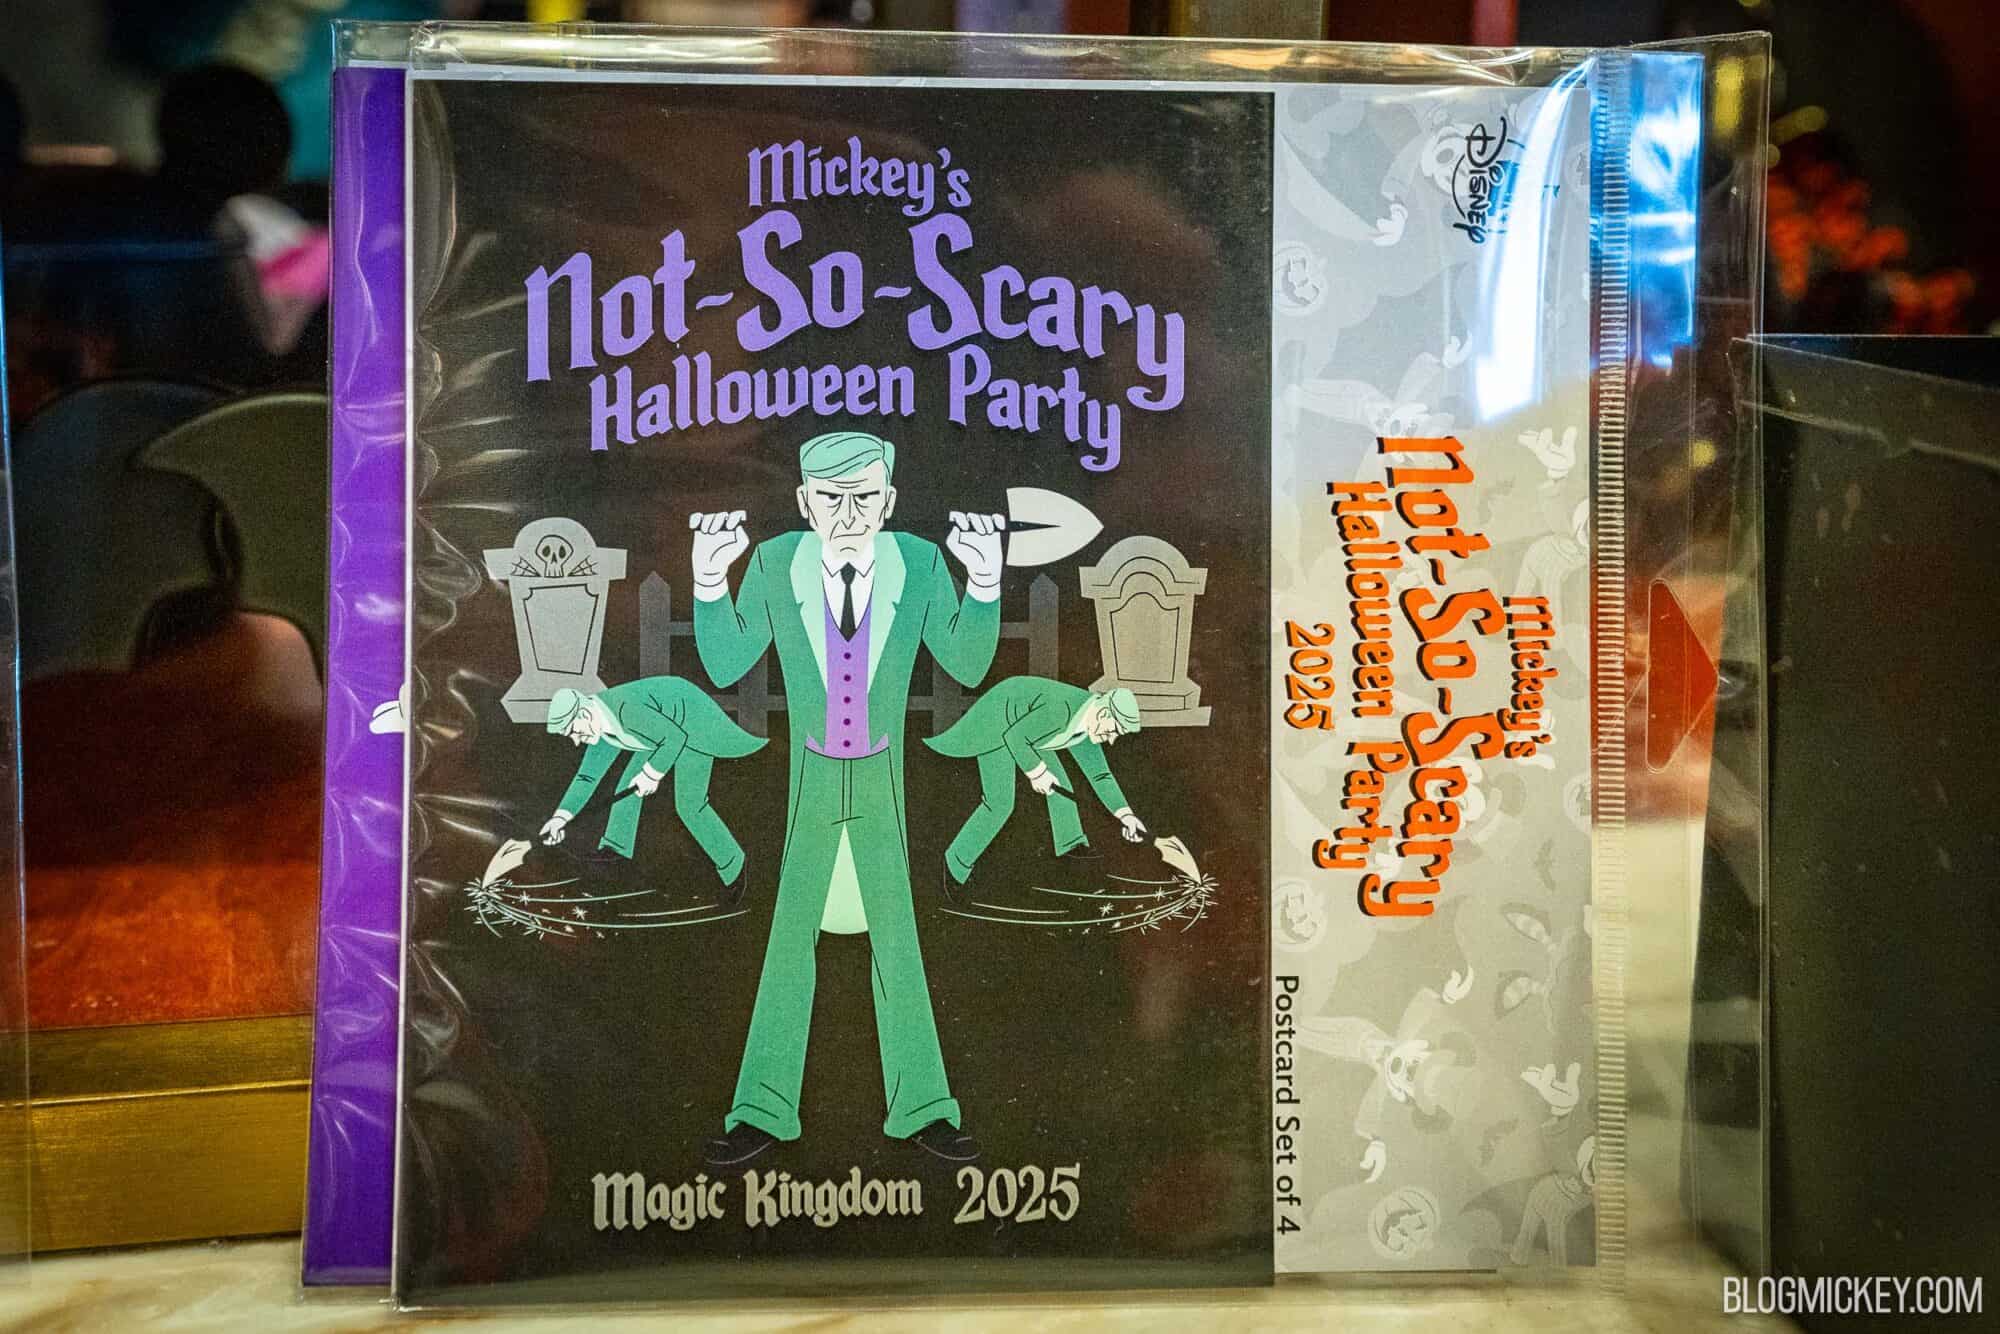 Mickey's
Not-So-Scary
Halloween Party
Magic Kingdom 2025
Disney
Mickey's
Not-So-Scary
Halloween Party
2025
Postcard Set of 4
BLOGMICKEY.COM